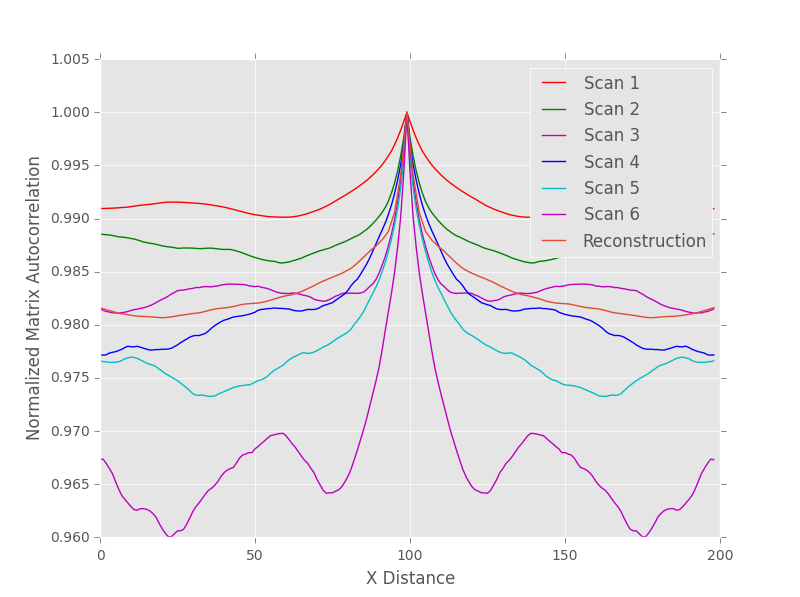 1.005
1.000
0.995
0.990
0.985
0.980
0.975
0.970
0.965
0.960
Normalized Matrix Autocorrelation
0 50 100 150 200
X Distance
Scan 1
Scan 2
Scan 3
Scan 4
Scan 5
Scan 6
Reconstruction